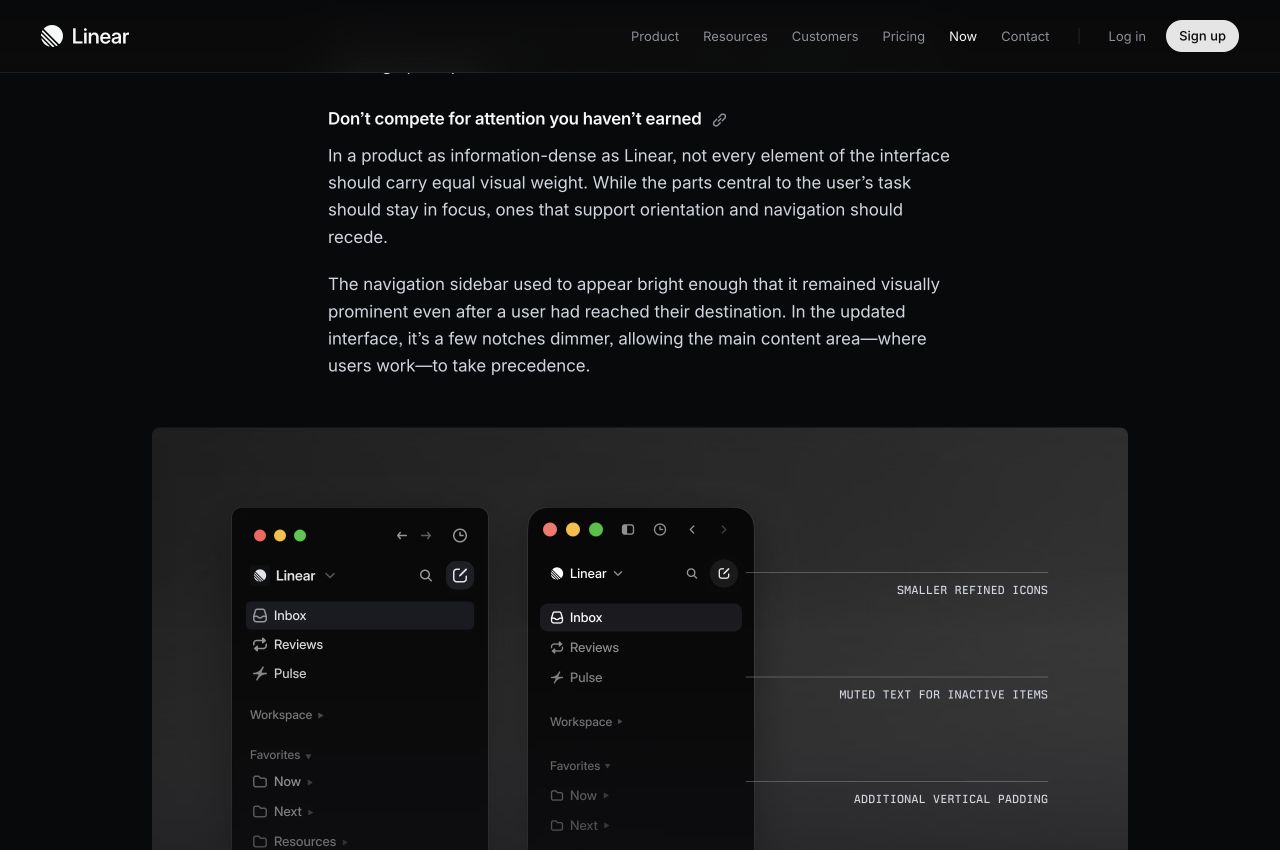 Linear
Product Resources Customers Pricing Now Contact Log in Sign up
Don’t compete for attention you haven’t earned
In a product as information-dense as Linear, not every element of the interface
should carry equal visual weight. While the parts central to the user’s task
should stay in focus, ones that support orientation and navigation should
recede.
The navigation sidebar used to appear bright enough that it remained visually
prominent even after a user had reached their destination. In the updated
interface, it’s a few notches dimmer, allowing the main content area—where
users work—to take precedence.
Linear
Inbox
Reviews
Pulse
Workspace
Favorites
Now
Next
Resources
Linear
Inbox
Reviews
Pulse
Workspace
Favorites
Now
Next
SMALLER REFINED ICONS
MUTED TEXT FOR INACTIVE ITEMS
ADDITIONAL VERTICAL PADDING